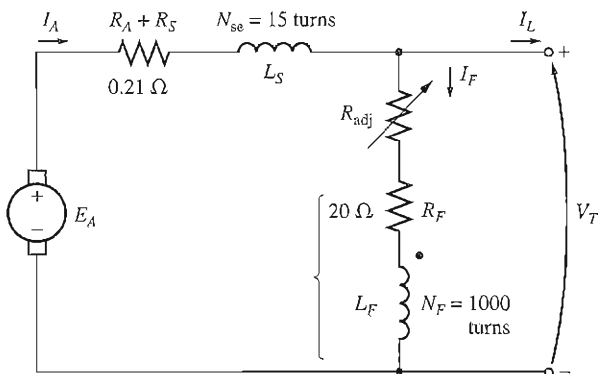 I_A
R_A + R_S
N_se = 15 turns
I_L
+
0.21 Ω
L_S
I_F
R_adj
+
E_A
−
20 Ω
R_F
V_T
L_F
N_F = 1000
turns
−